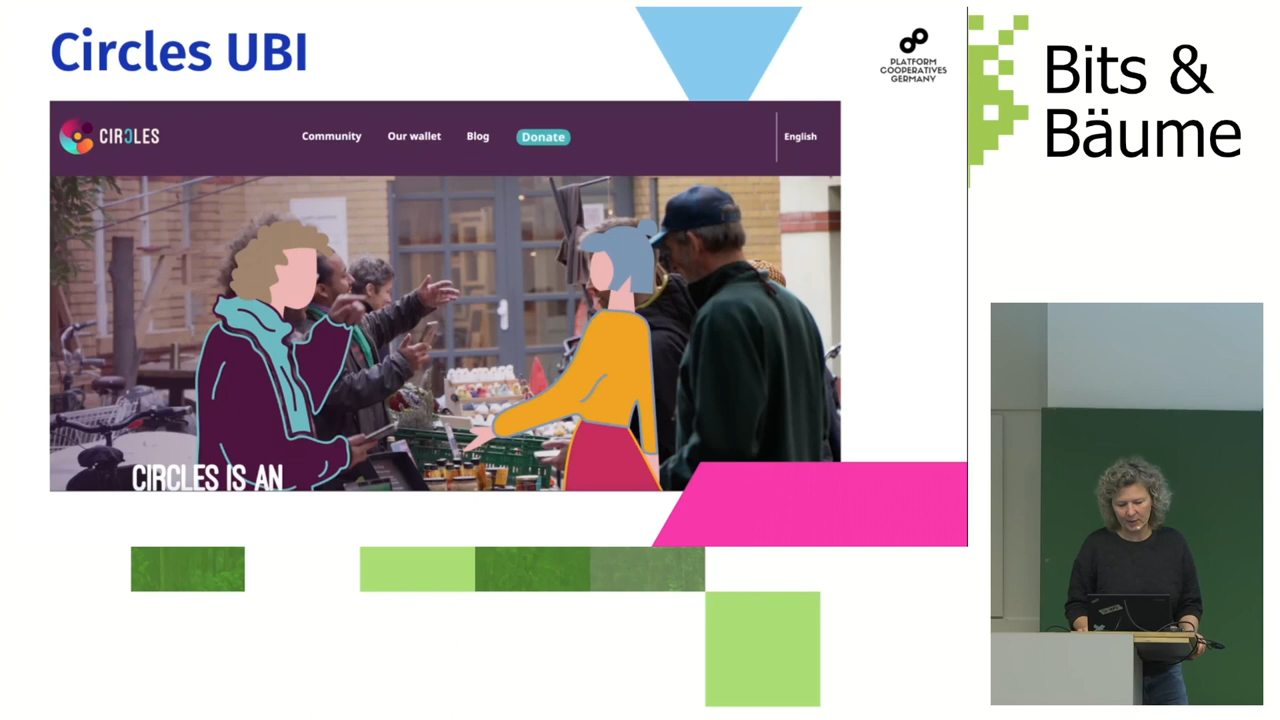 Circles UBI
PLATFORM
COOPERATIVES
GERMANY
Bits &
Bäume
CIRCLES
Community
Our wallet
Blog
Donate
English
CIRCLES IS AN